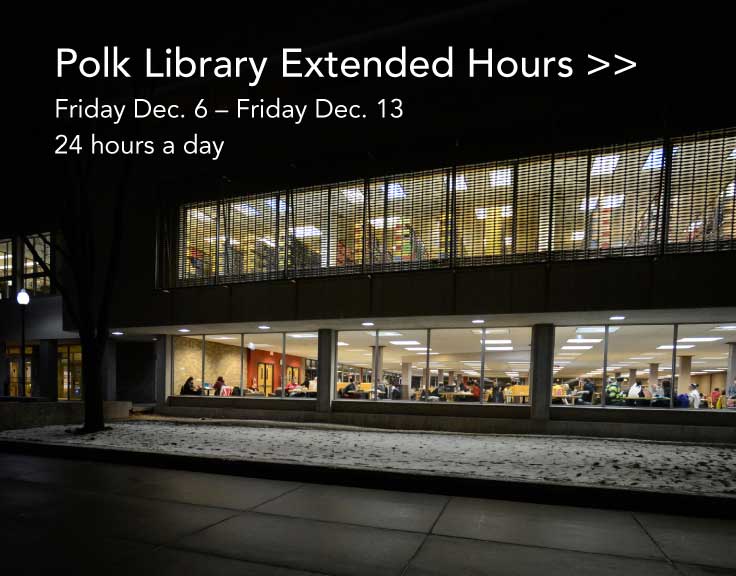 Polk Library Extended Hours >>
Friday Dec. 6 – Friday Dec. 13
24 hours a day